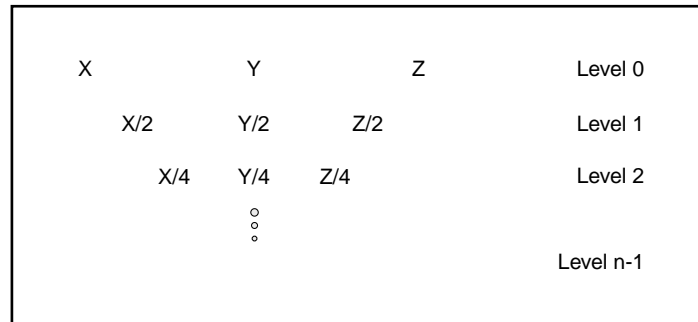 X Y Z Level 0
X/2 Y/2 Z/2 Level 1
X/4 Y/4 Z/4 Level 2
Level n-1